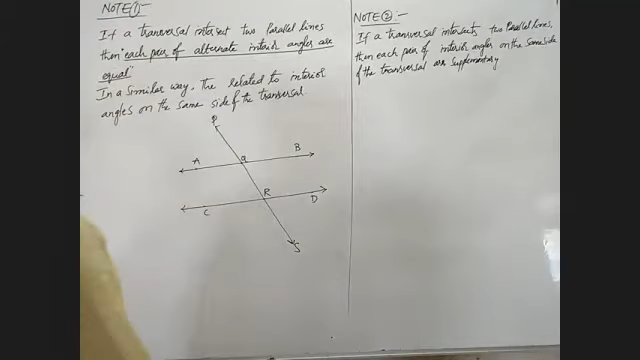 NOTE ① :-
If a transversal intersect two Parallel lines
then "each pair of alternate interior angles are
equal"
In a Similar way, The related to interior
angles on the same side of the transversal
P
A
Q
B
R
C
D
S
NOTE ② :-
If a transversal intersects two Parallel lines,
then each pair of interior angles on the same side
of the transversal are supplementary